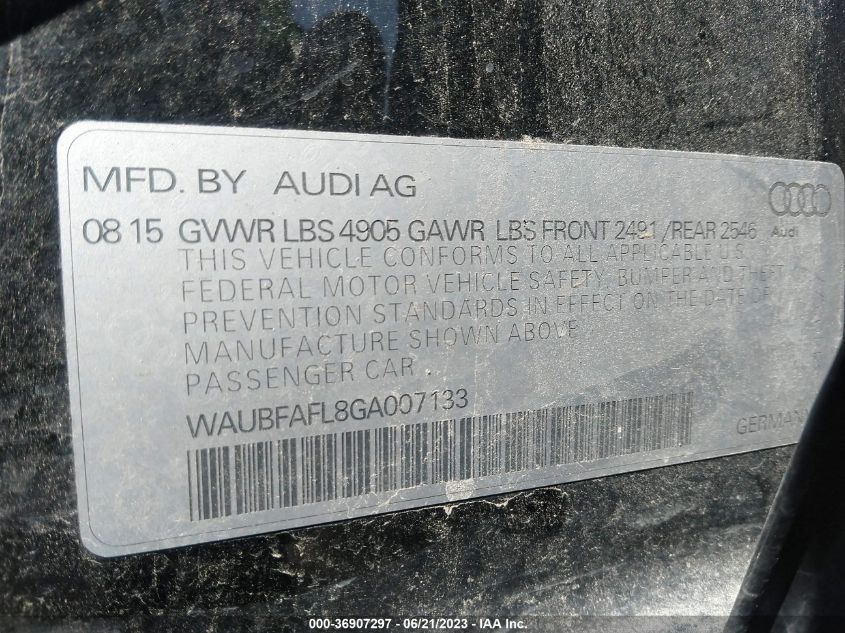 MFD. BY AUDI AG
08 15 GVWR LBS 4905 GAWR LBS FRONT 2491 /REAR 2546
Audi
THIS VEHICLE CONFORMS TO ALL APPLICABLE U.S.
FEDERAL MOTOR VEHICLE SAFETY, BUMPER AND THEFT
PREVENTION STANDARDS IN EFFECT ON THE DATE OF
MANUFACTURE SHOWN ABOVE
PASSENGER CAR
WAUBFAFL8GA007133
GERMANY
000-36907297 - 06/21/2023 - IAA Inc.